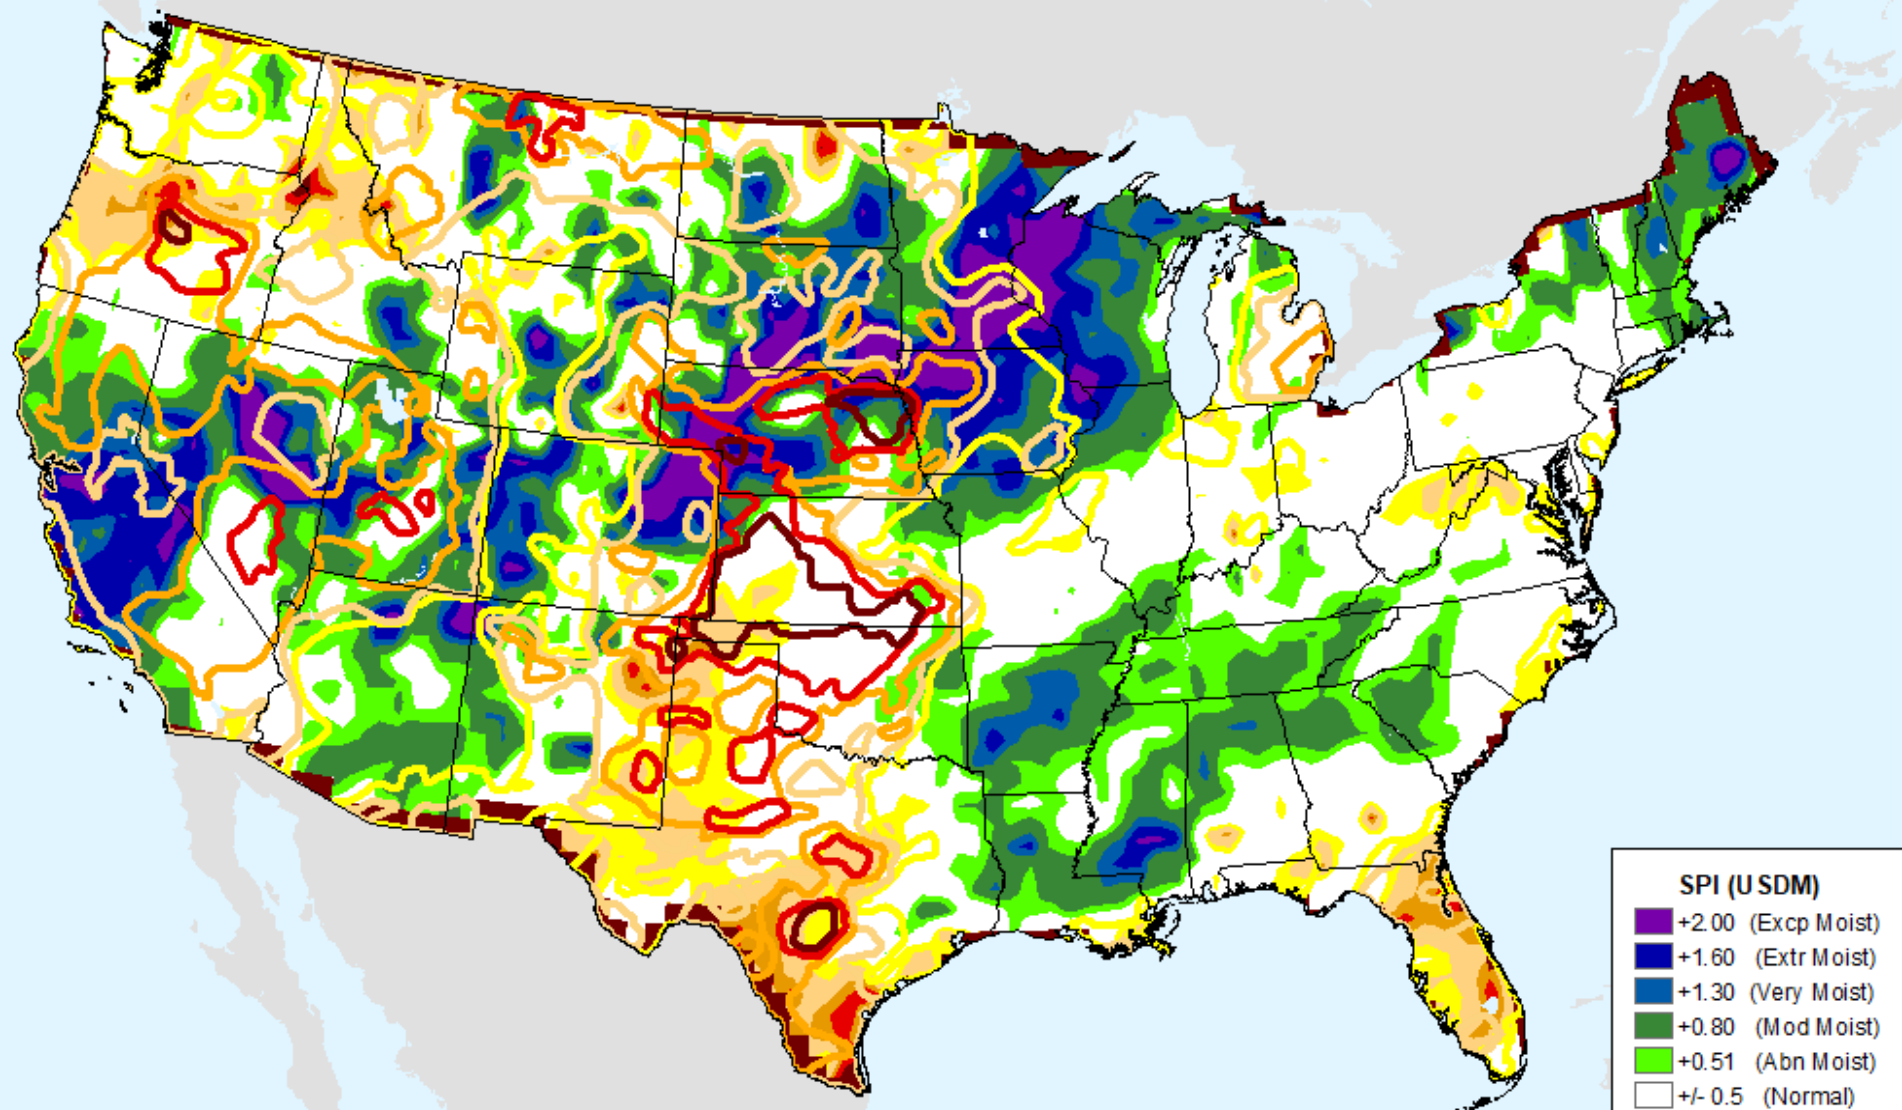 SPI (USDM)
+2.00 (Excp Moist)
+1.60 (Extr Moist)
+1.30 (Very Moist)
+0.80 (Mod Moist)
+0.51 (Abn Moist)
+/- 0.5 (Normal)